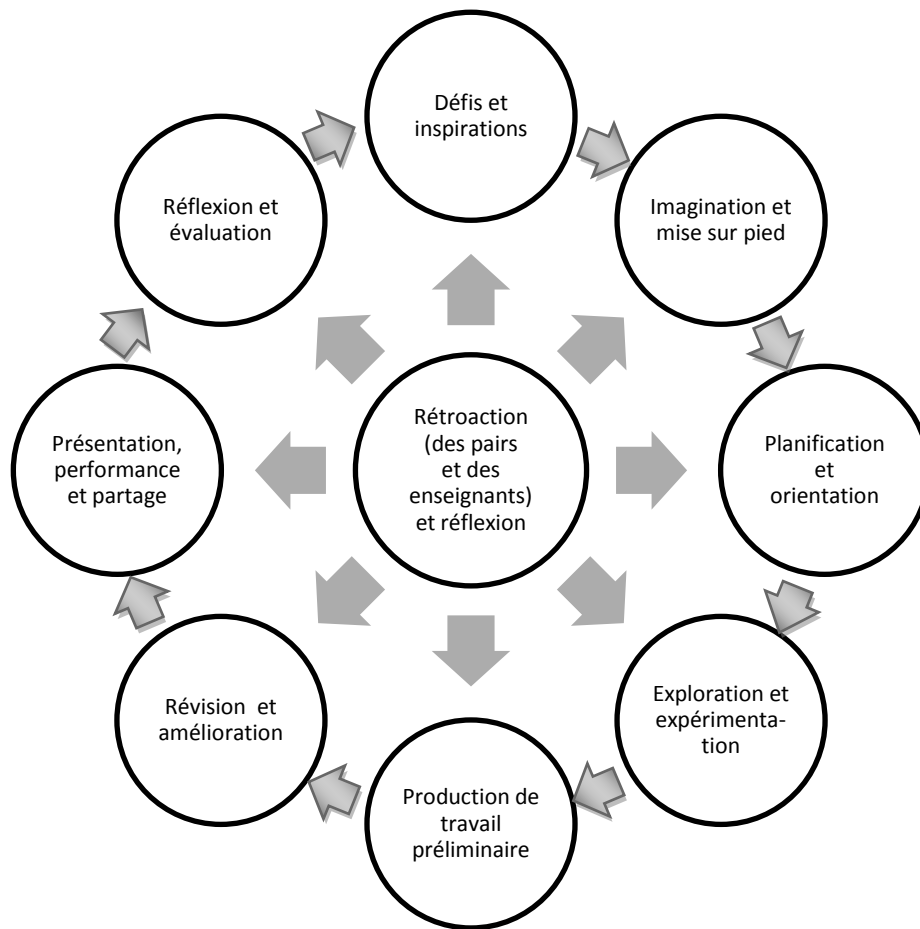 Défis et
inspirations
Imagination et
mise sur pied
Planification
et
orientation
Exploration et
expérimenta-
tion
Production de
travail
préliminaire
Révision  et
amélioration
Présentation,
performance
et partage
Réflexion et
évaluation
Rétroaction
(des pairs
et des
enseignants)
et réflexion